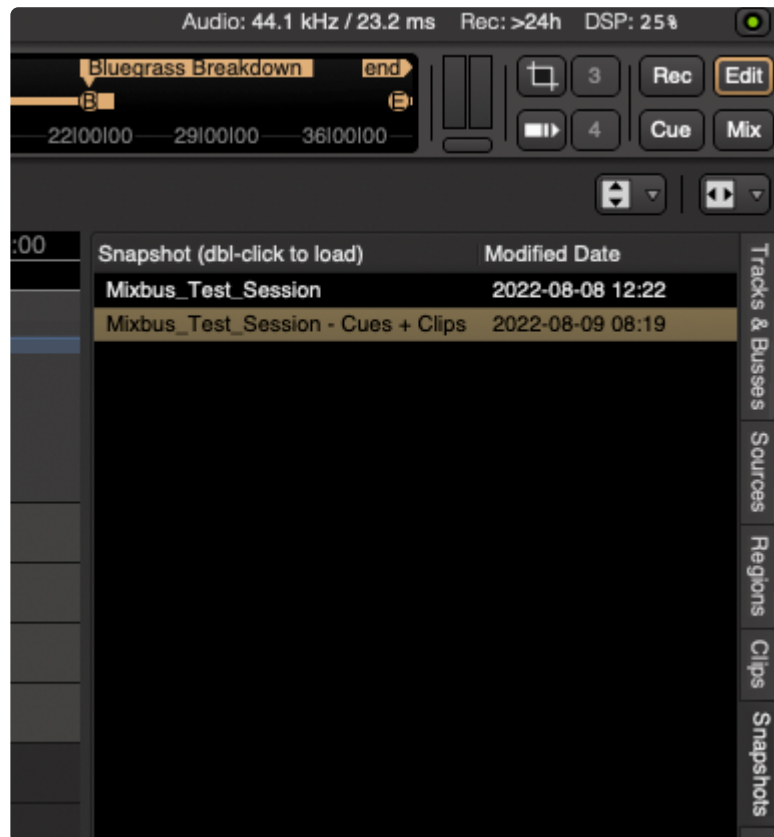 Audio: 44.1 kHz / 23.2 ms Rec: >24h DSP: 25%
Bluegrass Breakdown end
B E
22|00|00 29|00|00 36|00|00
3 Rec Edit
4 Cue Mix
:00
Snapshot (dbl-click to load) Modified Date
Mixbus_Test_Session 2022-08-08 12:22
Mixbus_Test_Session - Cues + Clips 2022-08-09 08:19
Tracks & Busses
Sources
Regions
Clips
Snapshots